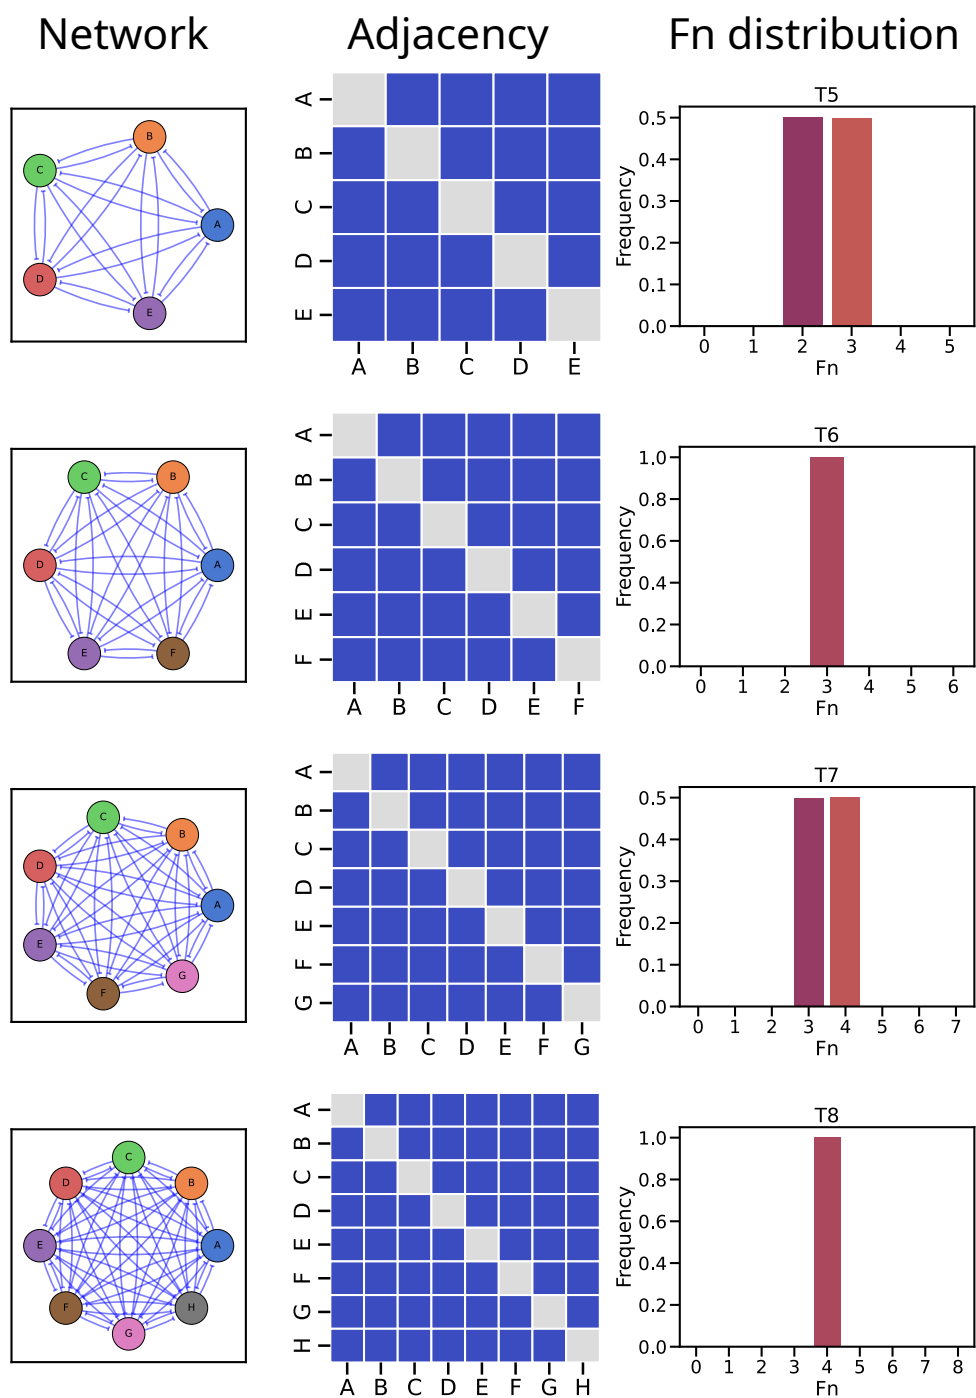 Network Adjacency Fn distribution
T5
A B C D E
A B C D E
A B C D E
Frequency
0.5
0.4
0.3
0.2
0.1
0.0
0 1 2 3 4 5
Fn
T6
A B C D E F
A B C D E F
A B C D E F
Frequency
1.0
0.8
0.6
0.4
0.2
0.0
0 1 2 3 4 5 6
Fn
T7
A B C D E F G
A B C D E F G
A B C D E F G
Frequency
0.5
0.4
0.3
0.2
0.1
0.0
0 1 2 3 4 5 6 7
Fn
T8
A B C D E F G H
A B C D E F G H
A B C D E F G H
Frequency
1.0
0.8
0.6
0.4
0.2
0.0
0 1 2 3 4 5 6 7 8
Fn